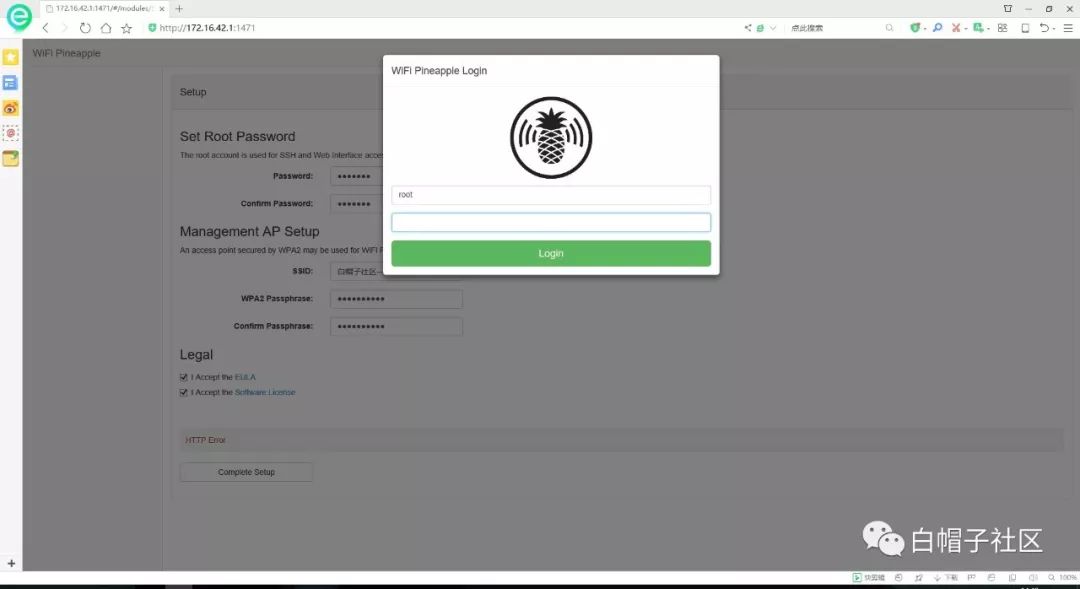 172.16.42.1:1471/#/modules/
http://172.16.42.1:1471
点此搜索
WiFi Pineapple
WiFi Pineapple Login
root
Login
Setup
Set Root Password
The root account is used for SSH and Web Interface
Password:
•••••••
Confirm Password:
•••••••
Management AP Setup
An access point secured by WPA2 may be used for WiFi
SSID: 白帽子社区
WPA2 Passphrase:
••••••••••
Confirm Passphrase:
••••••••••
Legal
I Accept the EULA
I Accept the Software License
HTTP Error
Complete Setup
白帽子社区
快剪辑
下载
100%